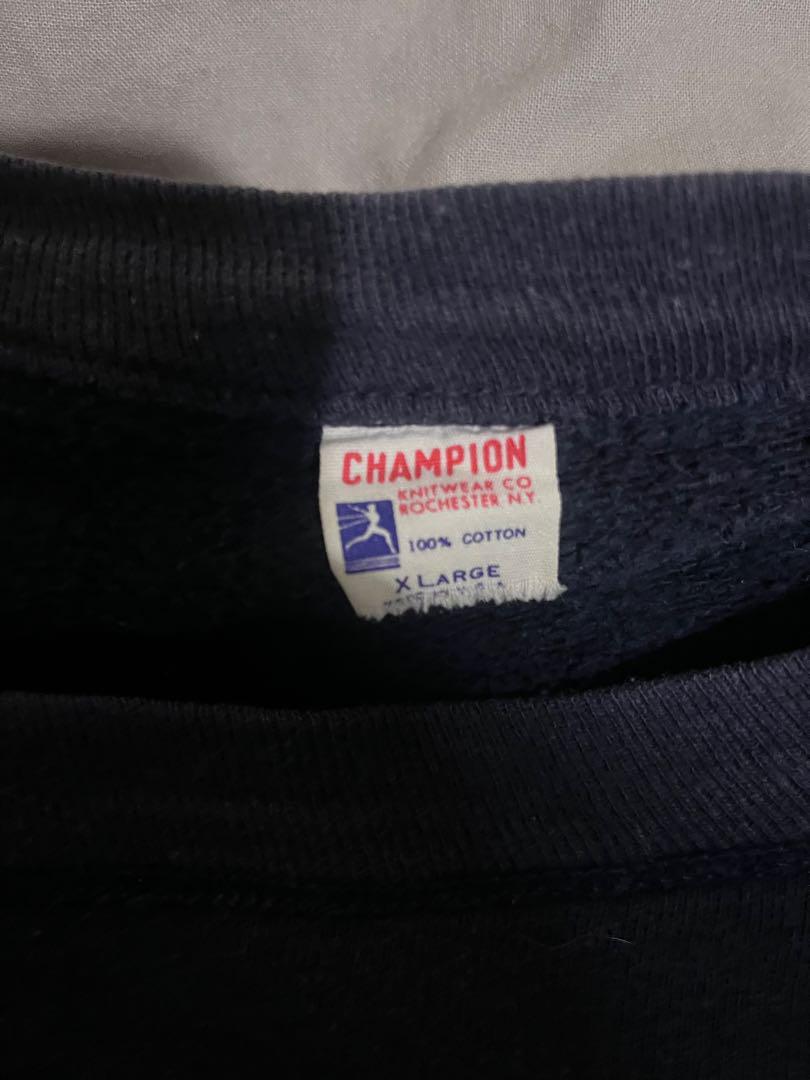 CHAMPION
KNITWEAR CO
ROCHESTER N.Y.
100% COTTON
X LARGE